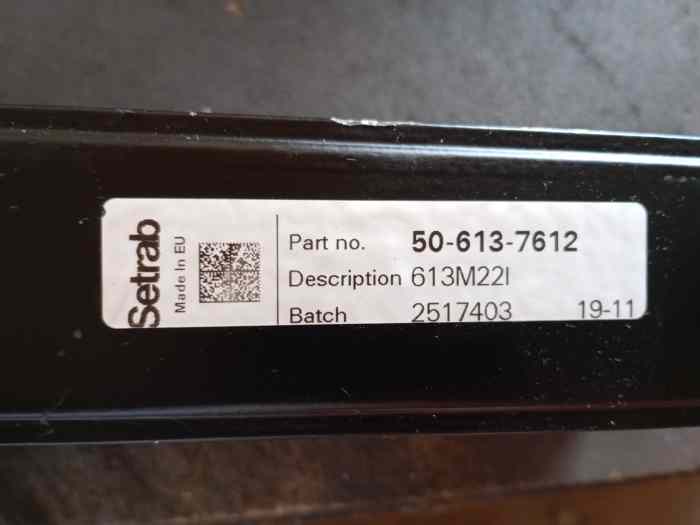 Setrab
Made In EU
Part no. 50-613-7612
Description 613M22I
Batch 2517403 19-11